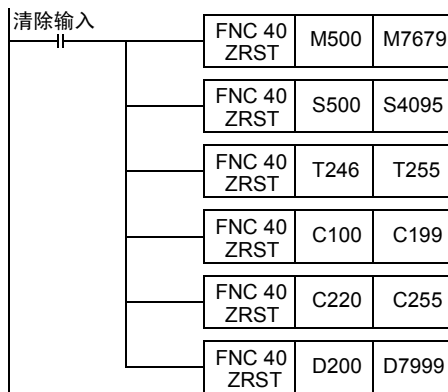 清除输入
FNC 40
ZRST
M500
M7679
FNC 40
ZRST
S500
S4095
FNC 40
ZRST
T246
T255
FNC 40
ZRST
C100
C199
FNC 40
ZRST
C220
C255
FNC 40
ZRST
D200
D7999